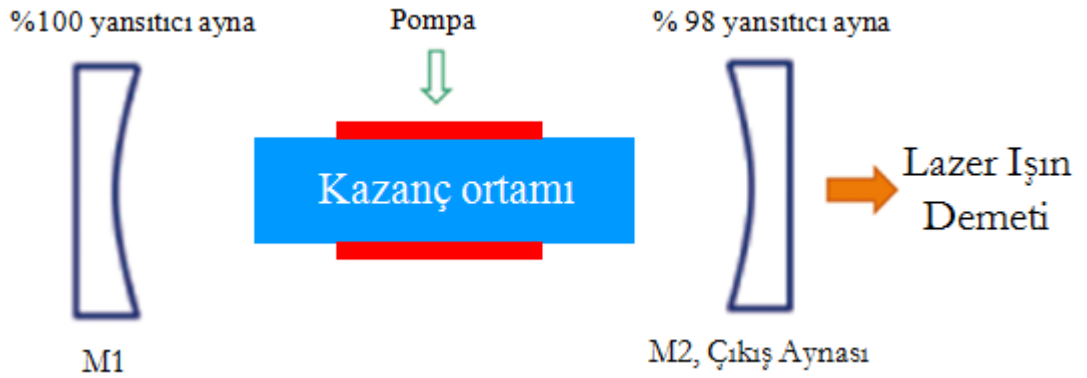 %100 yansıtıcı ayna
Pompa
% 98 yansıtıcı ayna
Kazanç ortamı
Lazer Işın
Demeti
M1
M2, Çıkış Aynası